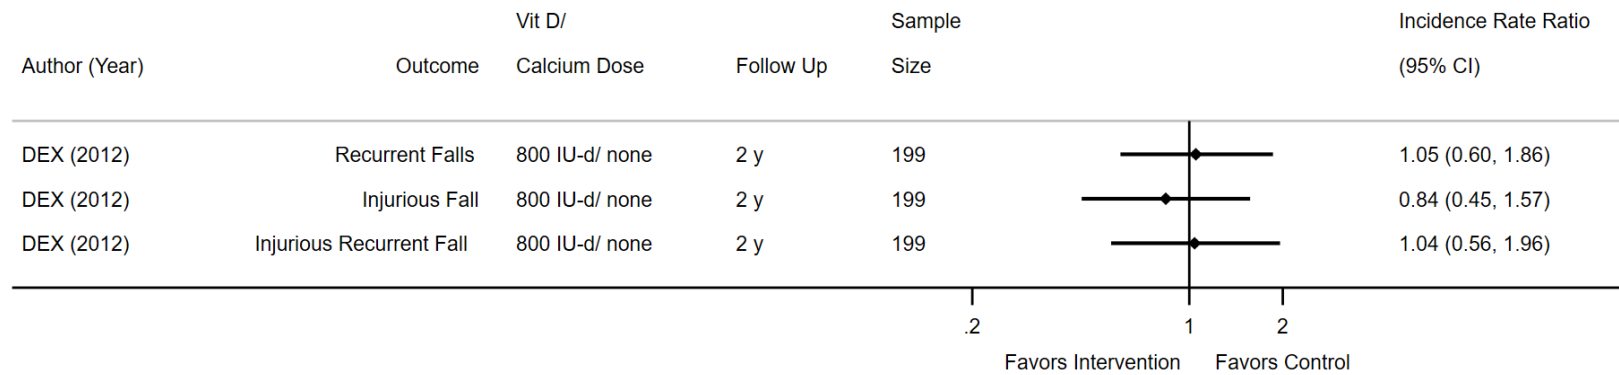 Vit D/ Sample Incidence Rate Ratio
Author (Year) Outcome Calcium Dose Follow Up Size (95% CI)
DEX (2012) Recurrent Falls 800 IU-d/ none 2 y 199 1.05 (0.60, 1.86)
DEX (2012) Injurious Fall 800 IU-d/ none 2 y 199 0.84 (0.45, 1.57)
DEX (2012) Injurious Recurrent Fall 800 IU-d/ none 2 y 199 1.04 (0.56, 1.96)
.2 1 2
Favors Intervention Favors Control